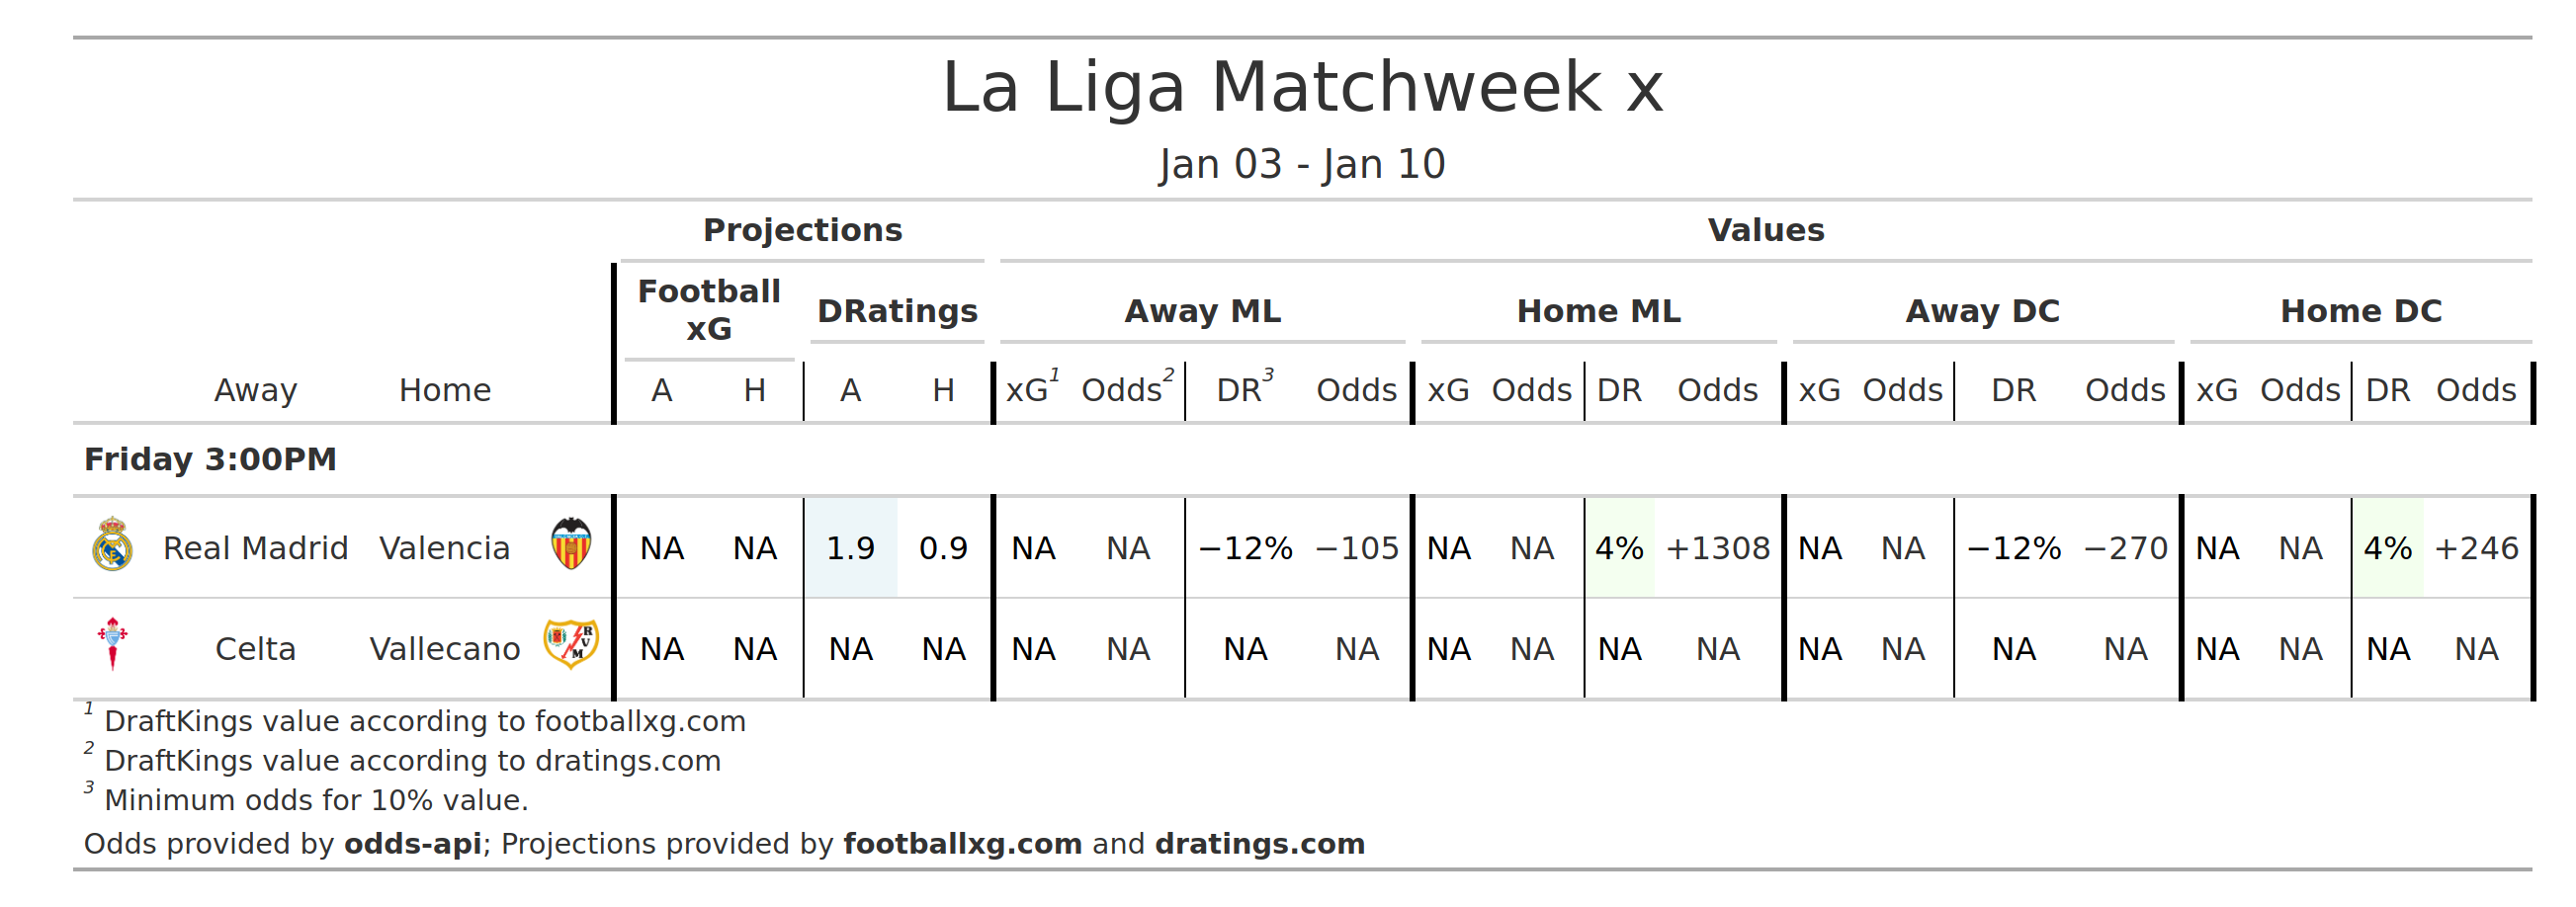 La Liga Matchweek x
Jan 03 - Jan 10
Projections Values
Football xG DRatings Away ML Home ML Away DC Home DC
Away Home A H A H xG1 Odds2 DR3 Odds xG Odds DR Odds xG Odds DR Odds xG Odds DR Odds
Friday 3:00PM
Real Madrid Valencia NA NA 1.9 0.9 NA NA −12% −105 NA NA 4% +1308 NA NA −12% −270 NA NA 4% +246
Celta Vallecano R V M NA NA NA NA NA NA NA NA NA NA NA NA NA NA NA NA NA NA NA NA
1 DraftKings value according to footballxg.com
2 DraftKings value according to dratings.com
3 Minimum odds for 10% value.
Odds provided by odds-api; Projections provided by footballxg.com and dratings.com